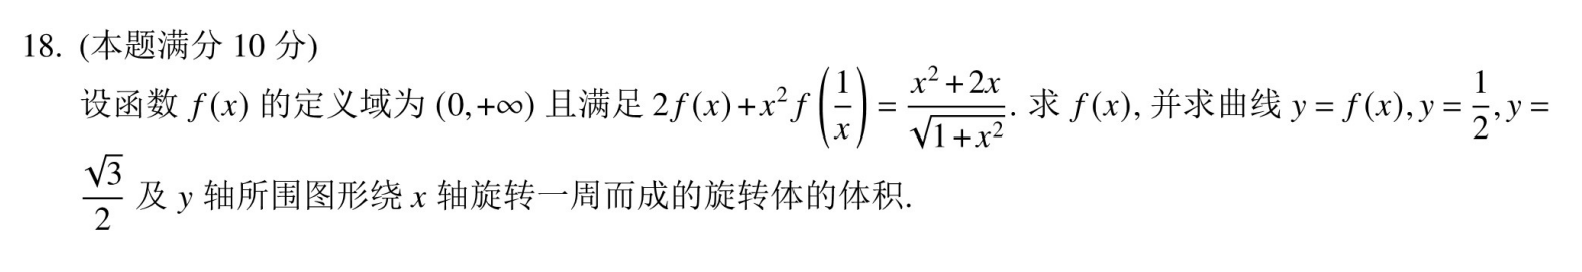 18. (本题满分 10 分)
设函数 f(x) 的定义域为 (0,+∞) 且满足 2f(x)+x²f(1/x) = (x²+2x)/√(1+x²). 求 f(x), 并求曲线 y = f(x), y = 1/2, y =
√3/2 及 y 轴所围图形绕 x 轴旋转一周而成的旋转体的体积.